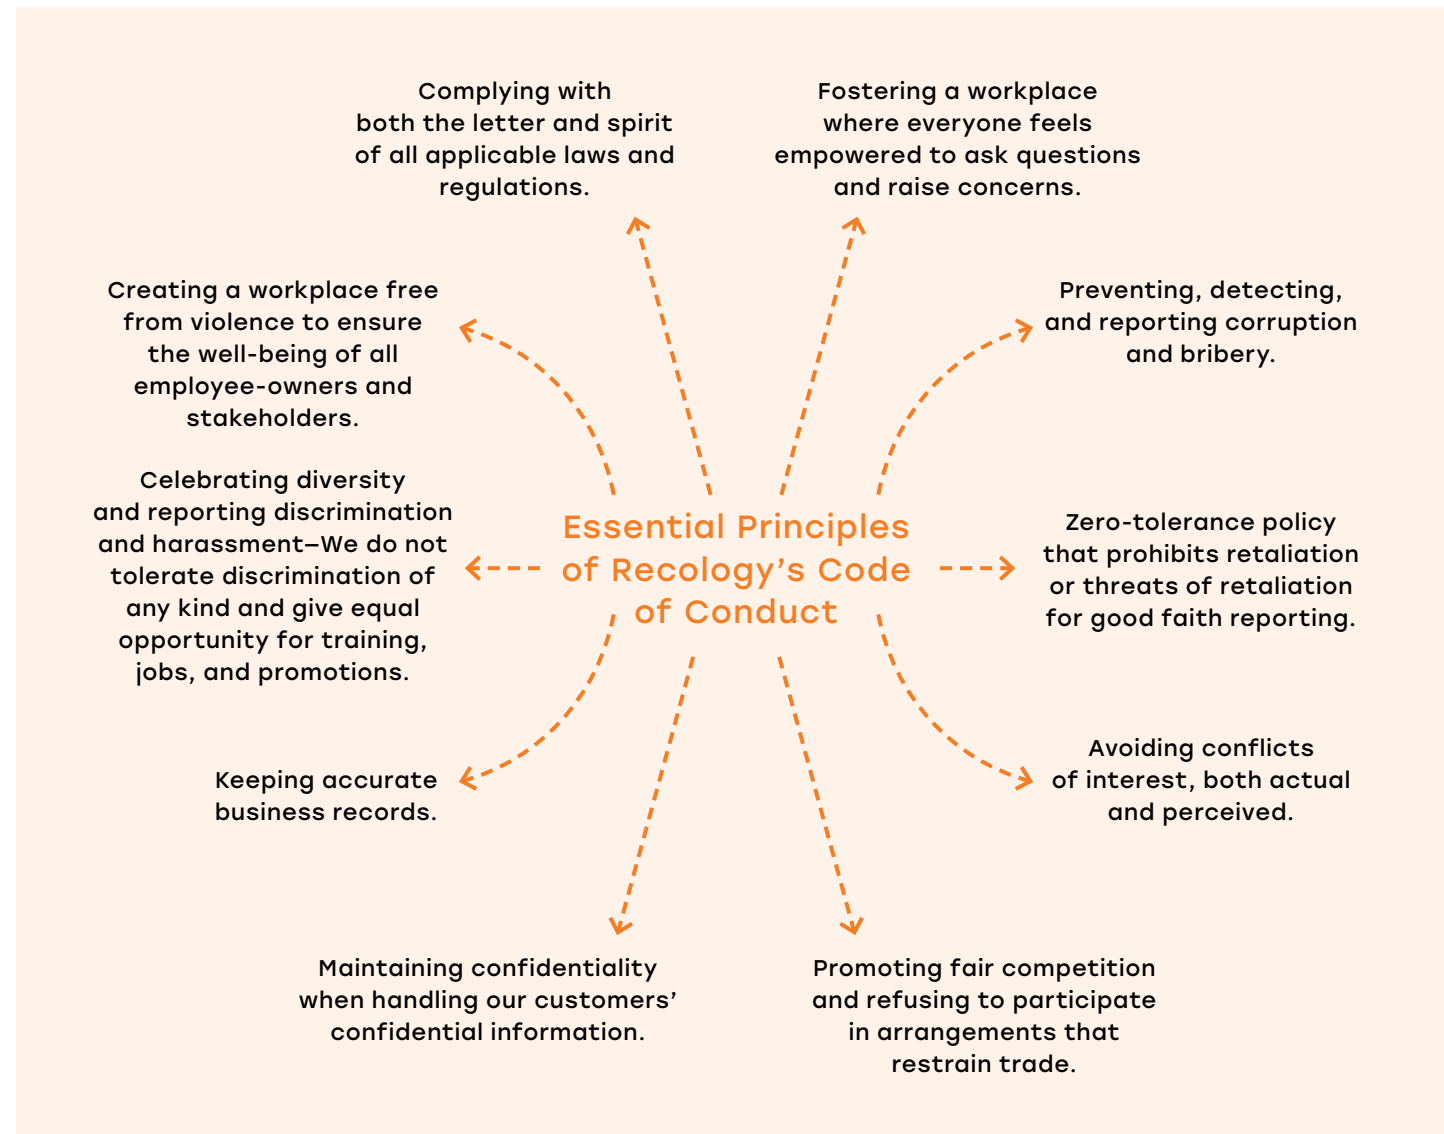 Complying with
both the letter and spirit
of all applicable laws and
regulations.
Fostering a workplace
where everyone feels
empowered to ask questions
and raise concerns.
Creating a workplace free
from violence to ensure
the well-being of all
employee-owners and
stakeholders.
Preventing, detecting,
and reporting corruption
and bribery.
Celebrating diversity
and reporting discrimination
and harassment—We do not
tolerate discrimination of
any kind and give equal
opportunity for training,
jobs, and promotions.
Essential Principles
of Recology’s Code
of Conduct
Zero-tolerance policy
that prohibits retaliation
or threats of retaliation
for good faith reporting.
Keeping accurate
business records.
Avoiding conflicts
of interest, both actual
and perceived.
Maintaining confidentiality
when handling our customers’
confidential information.
Promoting fair competition
and refusing to participate
in arrangements that
restrain trade.